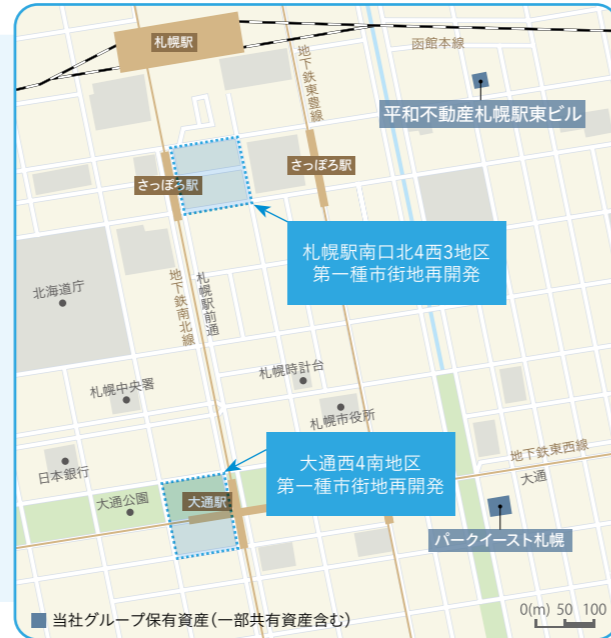 札幌駅
函館本線
地下鉄東豊線
平和不動産札幌駅東ビル
さっぽろ駅
さっぽろ駅
札幌駅南口北4西3地区
第一種市街地再開発
北海道庁
地下鉄南北線
札幌駅前通
札幌時計台
札幌中央署
札幌市役所
地下鉄東西線
大通
日本銀行
大通西4南地区
第一種市街地再開発
大通公園
大通駅
パークイースト札幌
当社グループ保有資産(一部共有資産含む)
0(m) 50 100